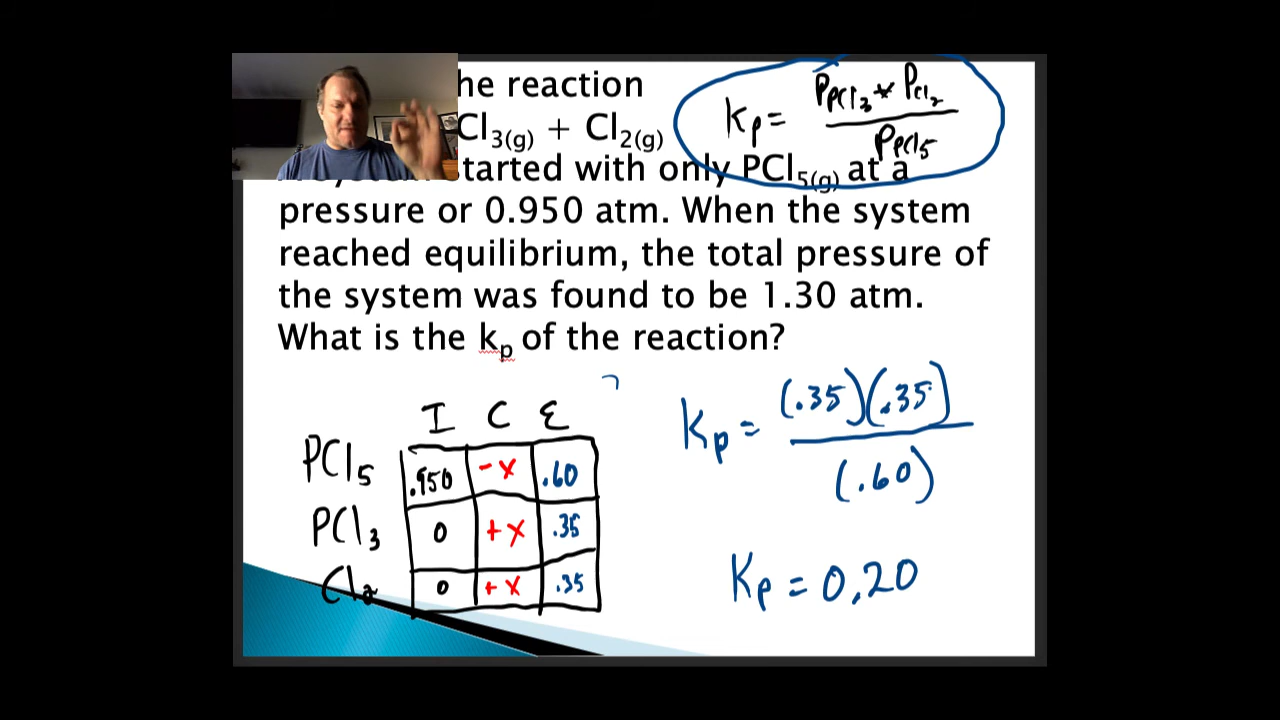 he reaction
Cl3(g) + Cl2(g)
tarted with only PCl5(g) at a
pressure or 0.950 atm. When the system
reached equilibrium, the total pressure of
the system was found to be 1.30 atm.
What is the kp of the reaction?
Kp = PPCl3 * PCl2 / PPCl5
I C E
PCl5 .950 -x .60
PCl3 0 +x .35
Cl2 0 +x .35
Kp = (.35)(.35) / (.60)
Kp = 0.20